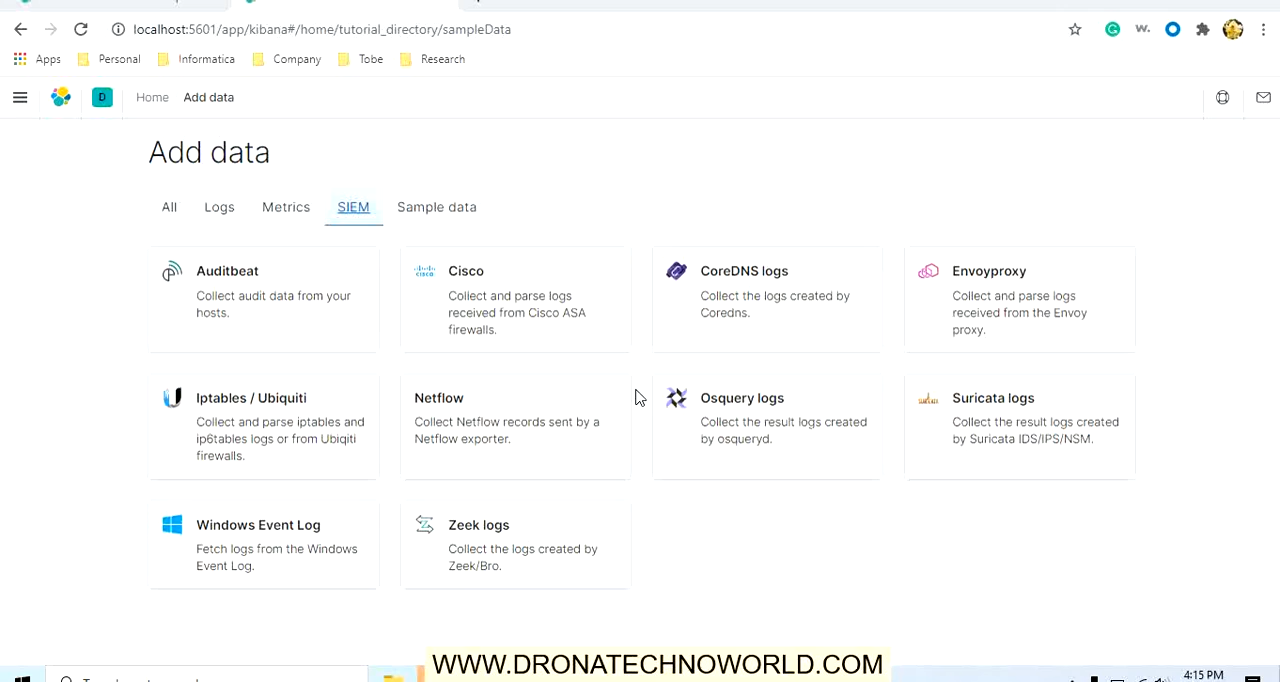 localhost:5601/app/kibana#/home/tutorial_directory/sampleData
w.
Apps Personal Informatica Company Tobe Research
D Home Add data
Add data
All Logs Metrics SIEM Sample data
Auditbeat
Collect audit data from your
hosts.
cisco
Cisco
Collect and parse logs
received from Cisco ASA
firewalls.
CoreDNS logs
Collect the logs created by
Coredns.
Envoyproxy
Collect and parse logs
received from the Envoy
proxy.
Iptables / Ubiquiti
Collect and parse iptables and
ip6tables logs or from Ubiqiti
firewalls.
Netflow
Collect Netflow records sent by a
Netflow exporter.
Osquery logs
Collect the result logs created
by osqueryd.
Suricata logs
Collect the result logs created
by Suricata IDS/IPS/NSM.
Windows Event Log
Fetch logs from the Windows
Event Log.
Zeek logs
Collect the logs created by
Zeek/Bro.
WWW.DRONATECHNOWORLD.COM
4:15 PM